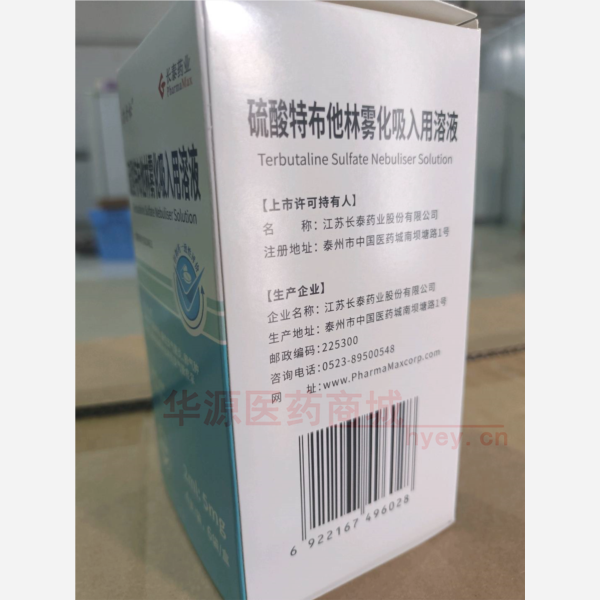 长泰药业
PharmaMax
硫酸特布他林雾化吸入用溶液
Terbutaline Sulfate Nebuliser Solution
【上市许可持有人】
名 称:江苏长泰药业股份有限公司
注册地址:泰州市中国医药城南坝塘路1号
【生产企业】
企业名称:江苏长泰药业股份有限公司
生产地址:泰州市中国医药城南坝塘路1号
邮政编码:225300
咨询电话:0523-89500548
网 址:www.PharmaMaxcorp.com
6 922167 496028
布他林雾化吸入用溶液
Sulfate Nebuliser Solution
2ml:5mg
华源医药商城
hyey.cn